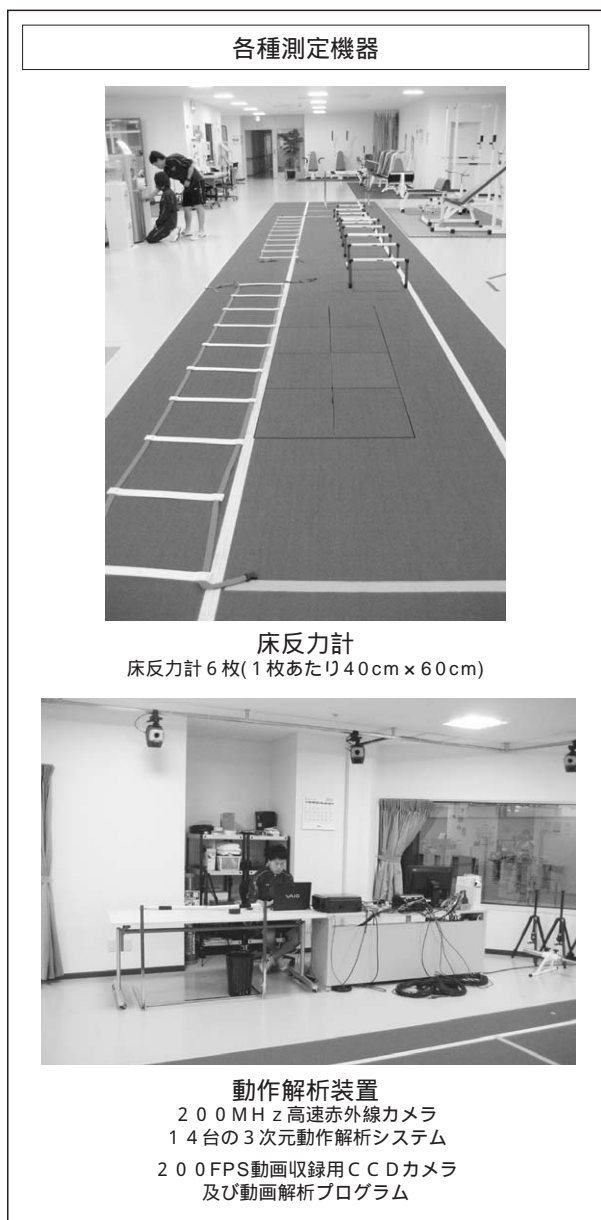 各種測定機器
床反力計
床反力計６枚(１枚あたり40cm×60cm)
VAIO
動作解析装置
２００MHｚ高速赤外線カメラ
１４台の３次元動作解析システム
２００FPS動画収録用ＣＣＤカメラ
及び動画解析プログラム